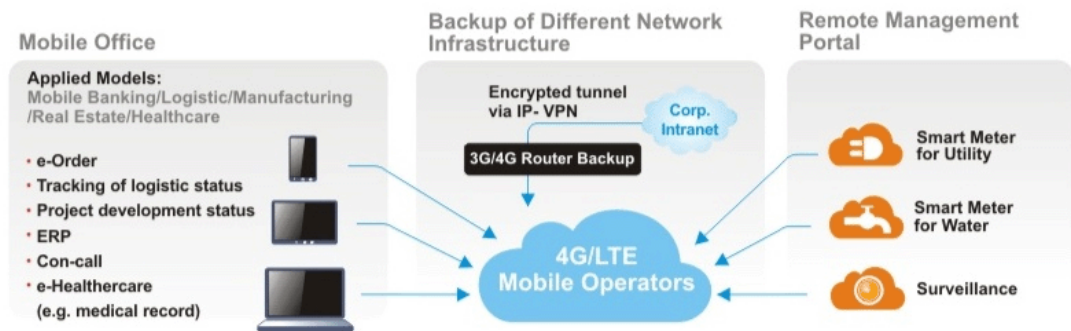 Mobile Office
Applied Models:
Mobile Banking/Logistic/Manufacturing
/Real Estate/Healthcare
• e-Order
• Tracking of logistic status
• Project development status
• ERP
• Con-call
• e-Healthercare
(e.g. medical record)
Backup of Different Network
Infrastructure
Encrypted tunnel
via IP- VPN
Corp.
Intranet
3G/4G Router Backup
4G/LTE
Mobile Operators
Remote Management
Portal
Smart Meter
for Utility
Smart Meter
for Water
Surveillance